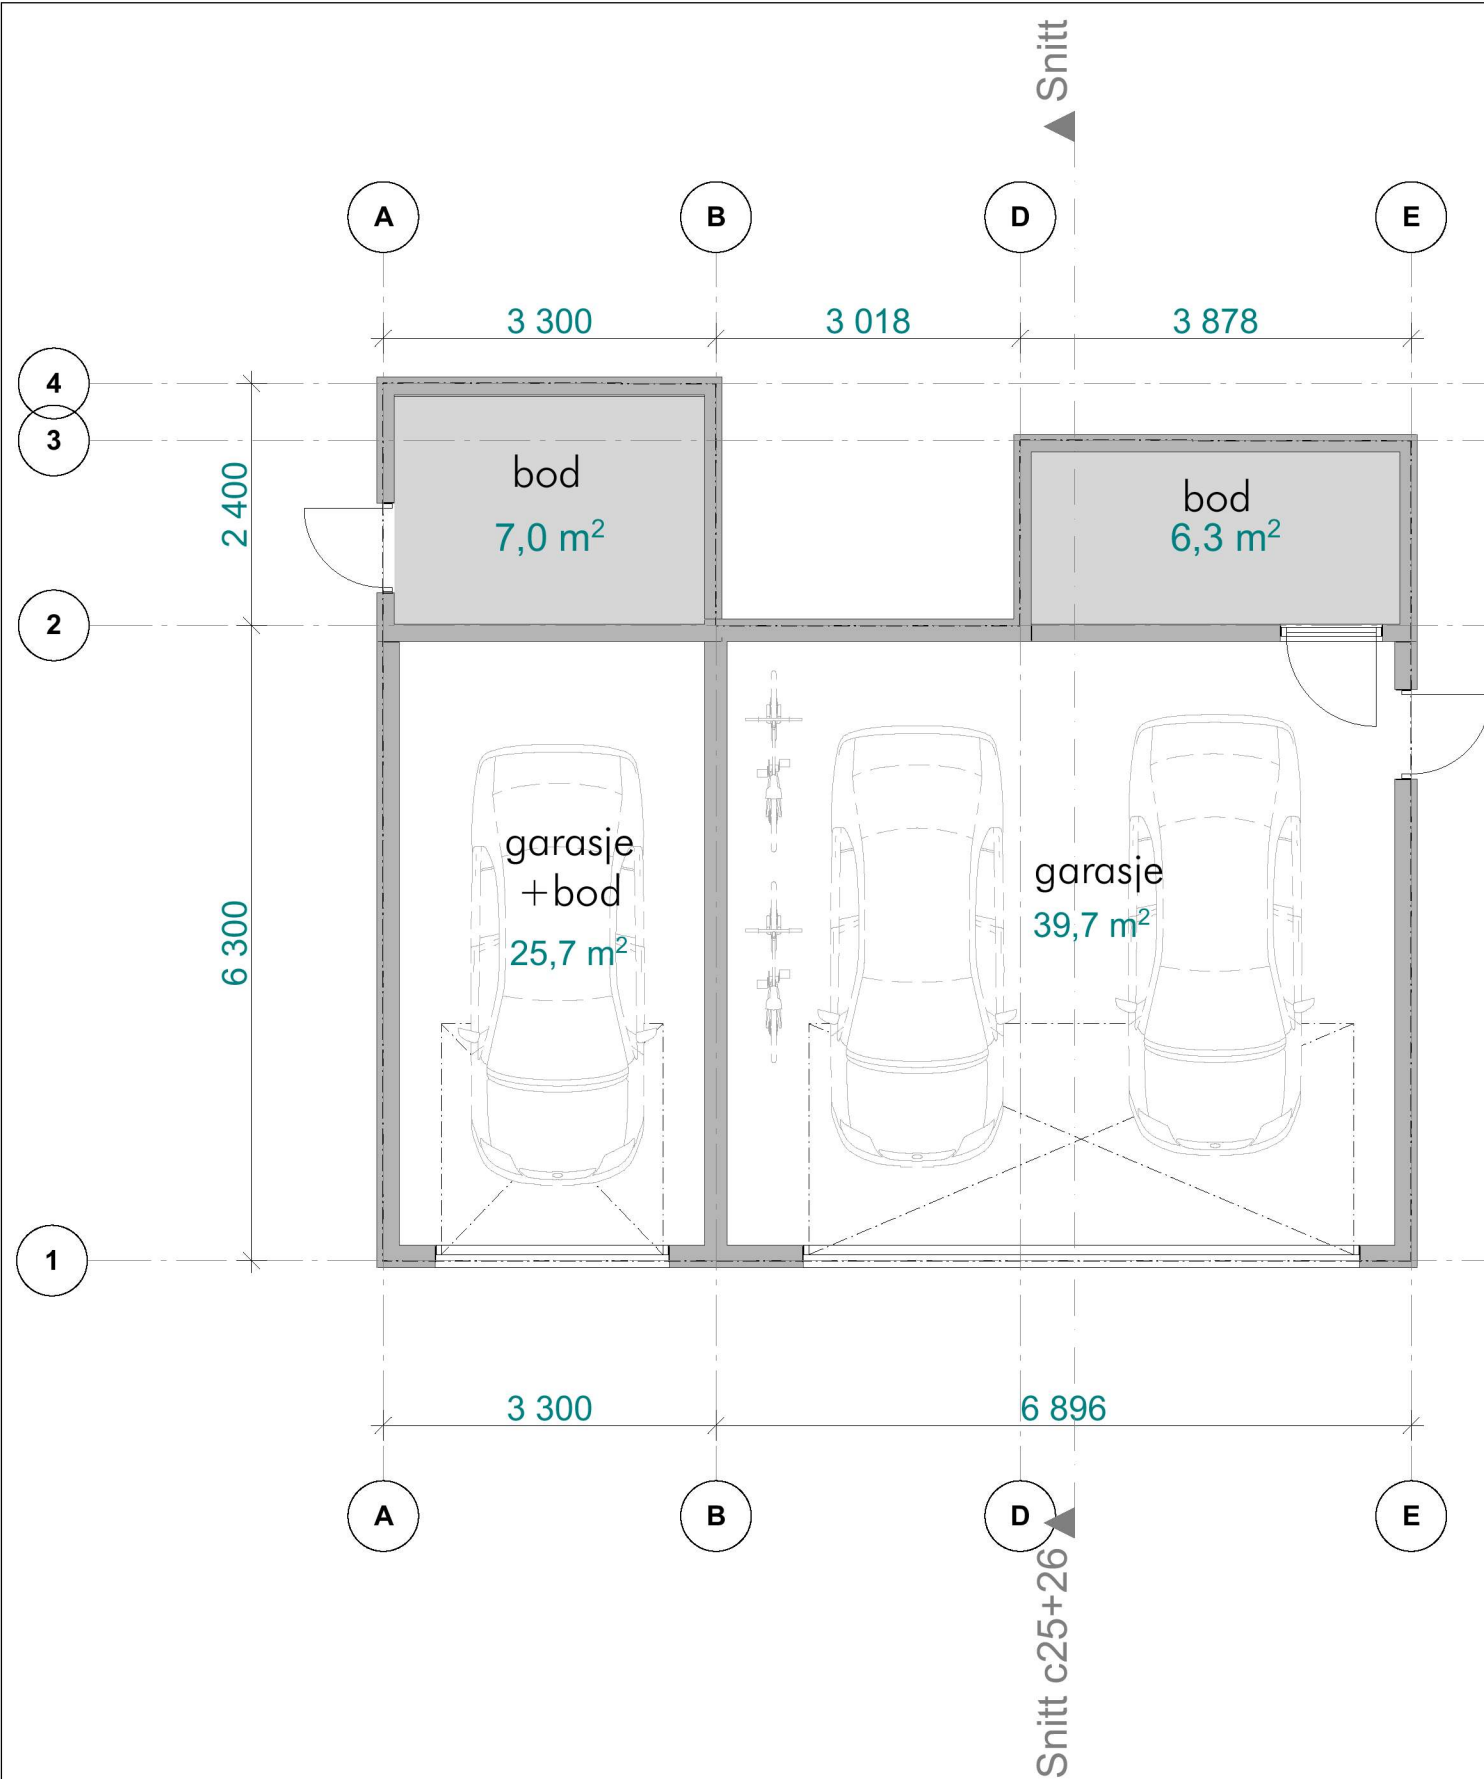 Snitt
A B D E
3 300 3 018 3 878
4
3
2 400
bod
7,0 m²
bod
6,3 m²
2
garasje
+bod
25,7 m²
garasje
39,7 m²
6 300
1
3 300 6 896
A B D E
Snitt c25+26